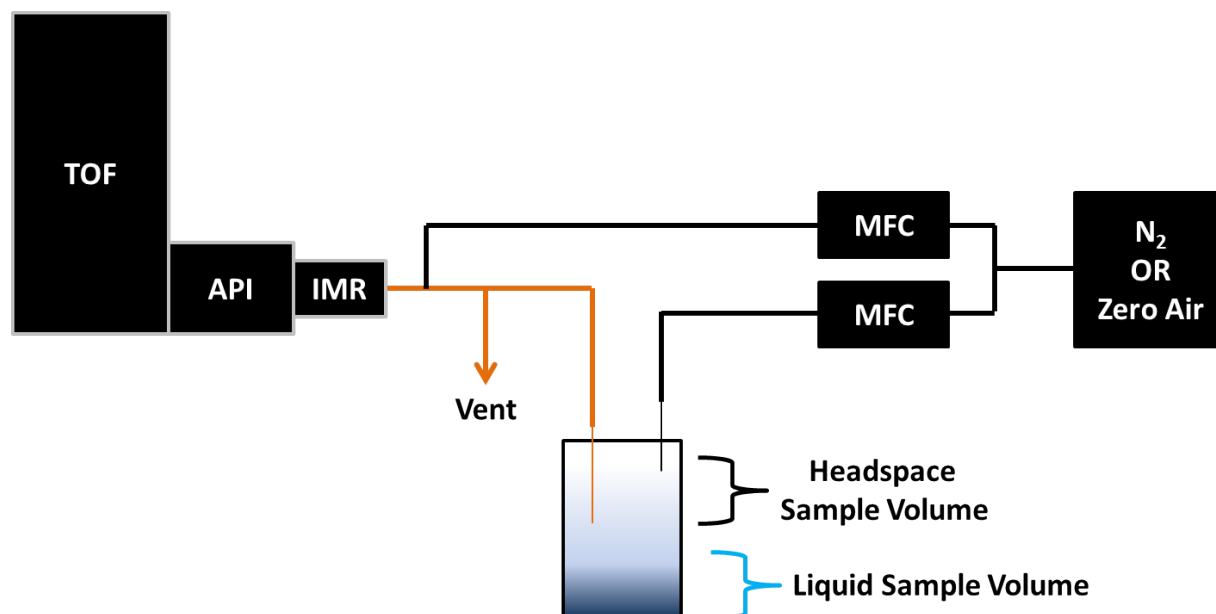 TOF
API
IMR
Vent
MFC
MFC
N₂
OR
Zero Air
Headspace
Sample Volume
Liquid Sample Volume